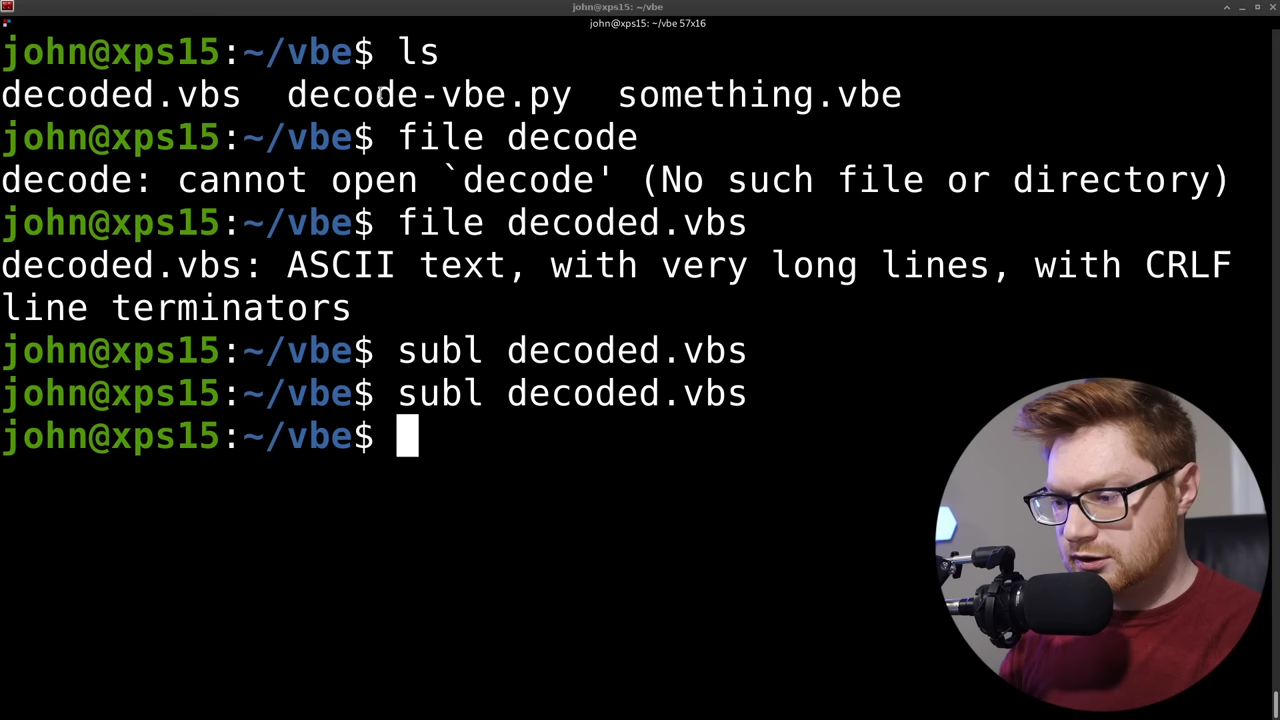 john@xps15: ~/vbe
john@xps15: ~/vbe 57x16
john@xps15:~/vbe$ ls
decoded.vbs  decode-vbe.py  something.vbe
john@xps15:~/vbe$ file decode
decode: cannot open `decode' (No such file or directory)
john@xps15:~/vbe$ file decoded.vbs
decoded.vbs: ASCII text, with very long lines, with CRLF
line terminators
john@xps15:~/vbe$ subl decoded.vbs
john@xps15:~/vbe$ subl decoded.vbs
john@xps15:~/vbe$